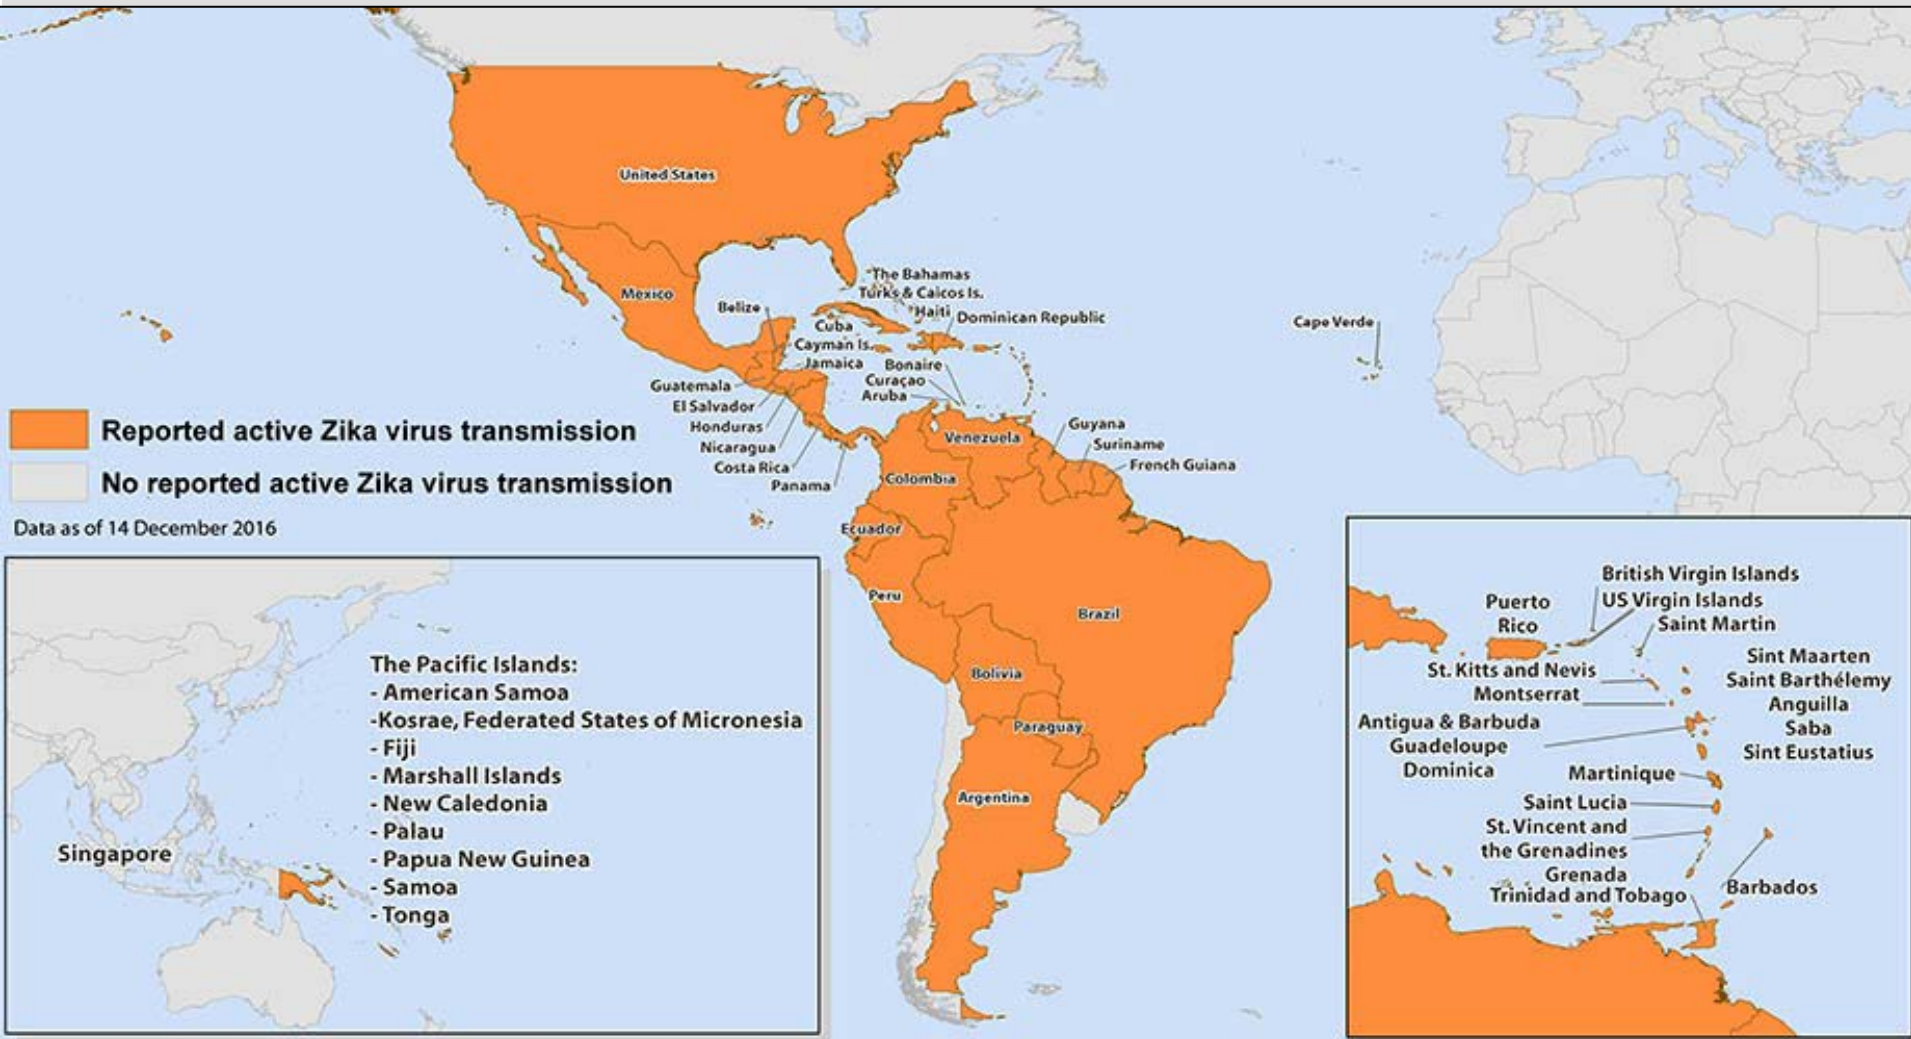 United States
Mexico
The Bahamas
Turks & Caicos Is.
Haiti
Dominican Republic
Belize
Cuba
Cayman Is.
Jamaica
Bonaire
Curaçao
Aruba
Guatemala
El Salvador
Honduras
Nicaragua
Costa Rica
Panama
Cape Verde
Venezuela
Guyana
Suriname
French Guiana
Colombia
Ecuador
Peru
Brazil
Bolivia
Paraguay
Argentina
Reported active Zika virus transmission
No reported active Zika virus transmission
Data as of 14 December 2016
The Pacific Islands:
- American Samoa
-Kosrae, Federated States of Micronesia
- Fiji
- Marshall Islands
- New Caledonia
- Palau
- Papua New Guinea
- Samoa
- Tonga
Singapore
British Virgin Islands
US Virgin Islands
Saint Martin
Puerto
Rico
St. Kitts and Nevis
Montserrat
Sint Maarten
Saint Barthélemy
Anguilla
Saba
Sint Eustatius
Antigua & Barbuda
Guadeloupe
Dominica
Martinique
Saint Lucia
St. Vincent and
the Grenadines
Grenada
Trinidad and Tobago
Barbados